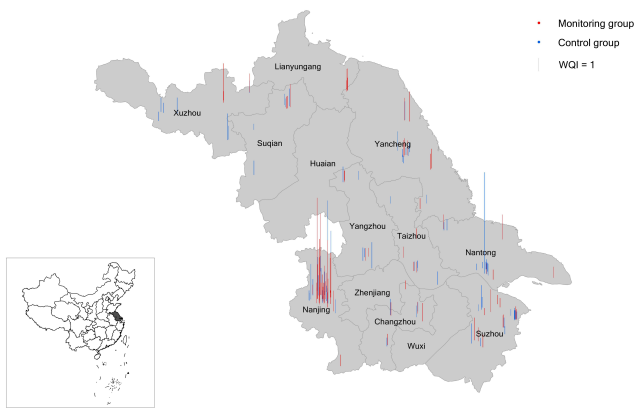 Monitoring group
Control group
WQI = 1
Lianyungang
Xuzhou
Suqian
Yancheng
Huaian
Yangzhou
Taizhou
Nantong
Zhenjiang
Nanjing
Changzhou
Suzhou
Wuxi